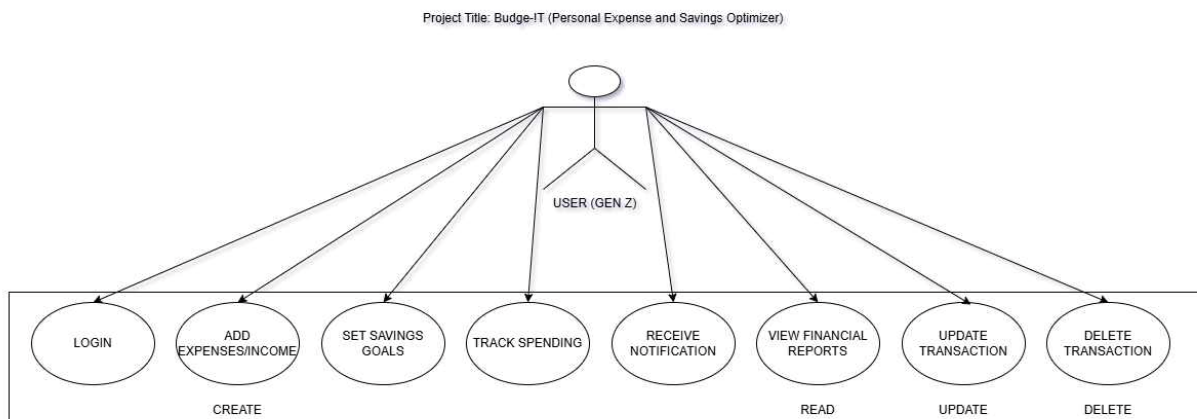 Project Title: Budge-!T (Personal Expense and Savings Optimizer)
USER (GEN Z)
LOGIN
ADD
EXPENSES/INCOME
SET SAVINGS
GOALS
TRACK SPENDING
RECEIVE
NOTIFICATION
VIEW FINANCIAL
REPORTS
UPDATE
TRANSACTION
DELETE
TRANSACTION
CREATE
READ
UPDATE
DELETE